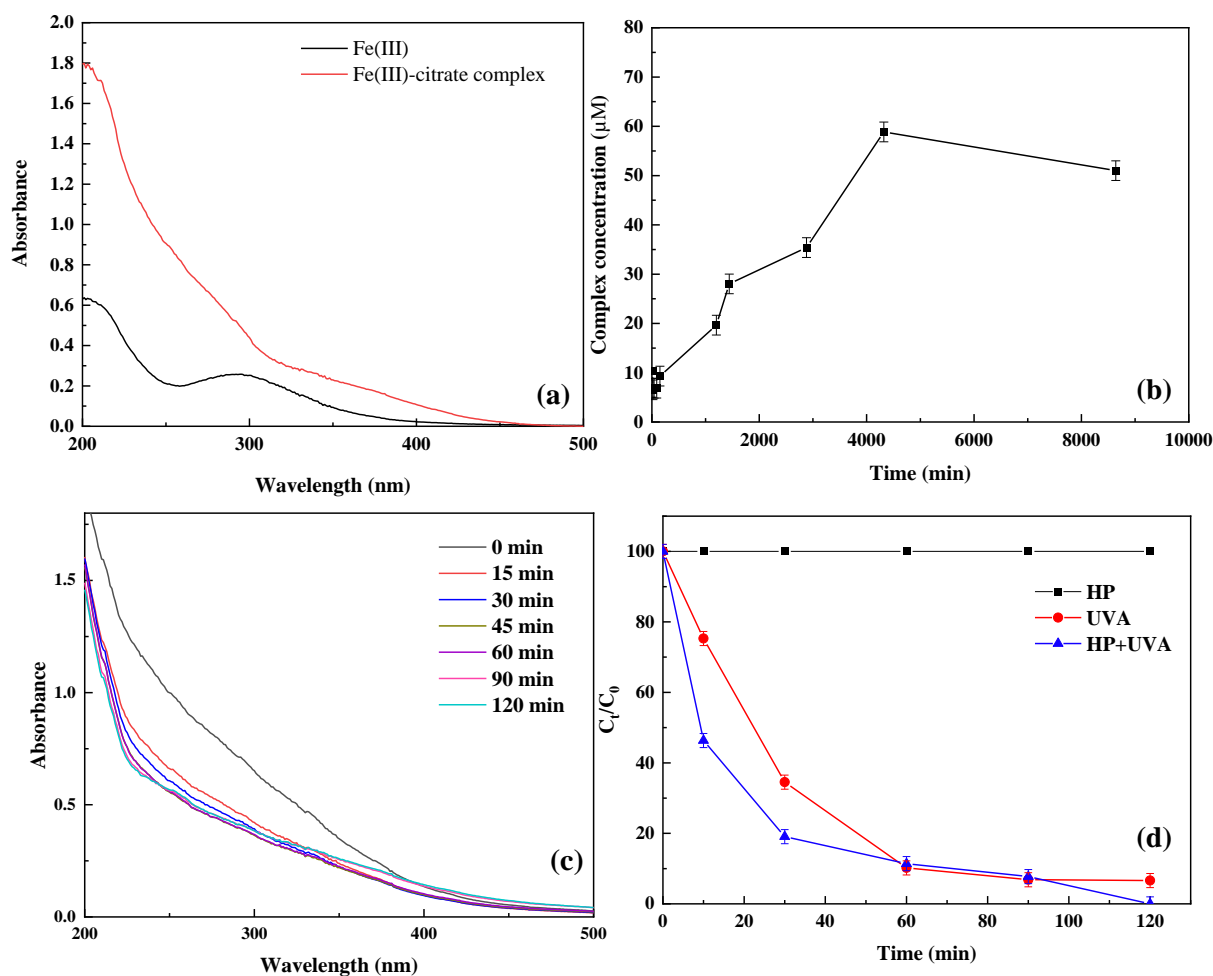 2.0
1.8
1.6
1.4
1.2
1.0
0.8
0.6
0.4
0.2
0.0
Absorbance
Fe(III)
Fe(III)-citrate complex
(a)
200
300
400
500
Wavelength (nm)
80
70
60
50
40
30
20
10
0
Complex concentration (µM)
(b)
0
2000
4000
6000
8000
10000
Time (min)
1.5
1.0
0.5
0.0
Absorbance
0 min
15 min
30 min
45 min
60 min
90 min
120 min
(c)
200
300
400
500
Wavelength (nm)
100
80
60
40
20
0
Ct/C0
HP
UVA
HP+UVA
(d)
0
20
40
60
80
100
120
Time (min)